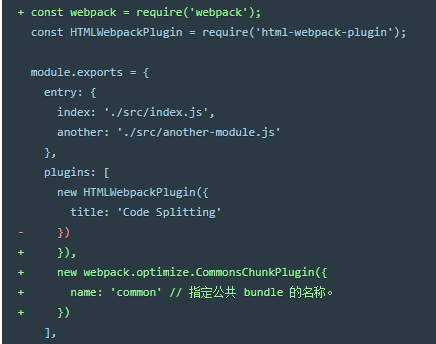 + const webpack = require('webpack');
  const HTMLWebpackPlugin = require('html-webpack-plugin');
  module.exports = {
    entry: {
      index: './src/index.js',
      another: './src/another-module.js'
    },
    plugins: [
      new HTMLWebpackPlugin({
        title: 'Code Splitting'
-     })
+     }),
+     new webpack.optimize.CommonsChunkPlugin({
+       name: 'common' // 指定公共 bundle 的名称。
+     })
    ],